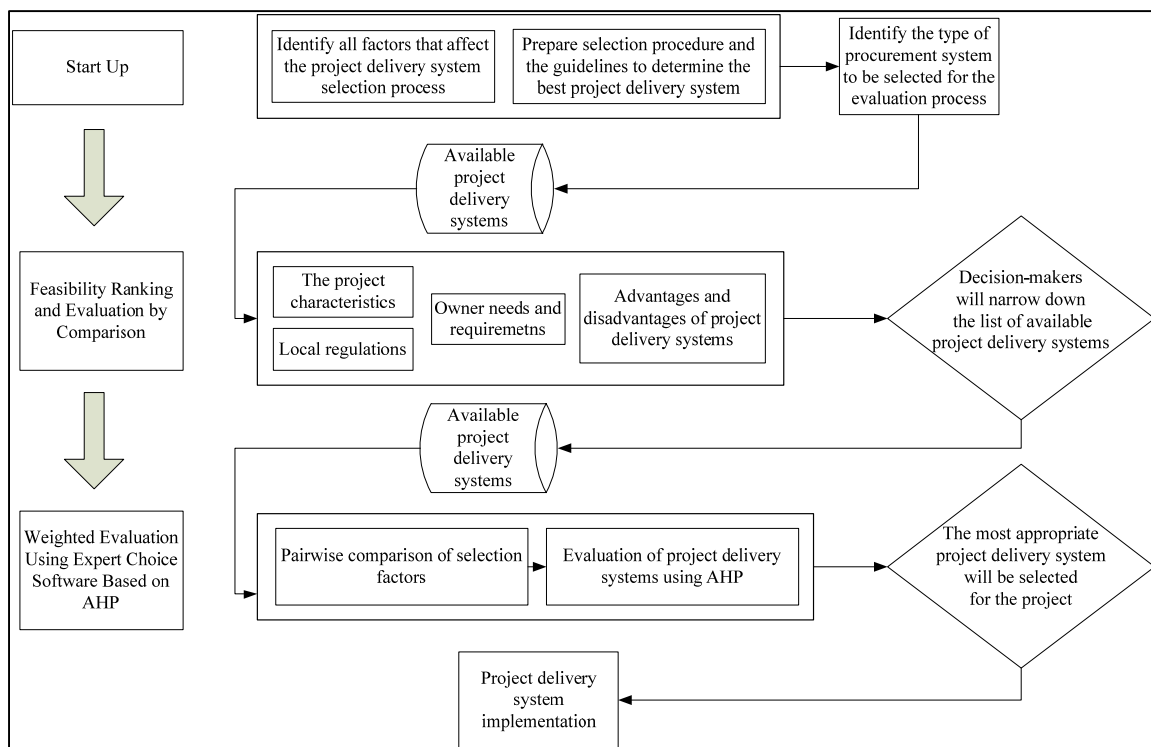 Start Up
Identify all factors that affect
the project delivery system
selection process
Prepare selection procedure and
the guidelines to determine the
best project delivery system
Identify the type of
procurement system
to be selected for the
evaluation process
Available
project
delivery
systems
Feasibility Ranking
and Evaluation by
Comparison
The project
characteristics
Local regulations
Owner needs and
requiremetns
Advantages and
disadvantages of project
delivery systems
Decision-makers
will narrow down
the list of available
project delivery systems
Available
project
delivery
systems
Weighted Evaluation
Using Expert Choice
Software Based on
AHP
Pairwise comparison of selection
factors
Evaluation of project delivery
systems using AHP
The most appropriate
project delivery system
will be selected
for the project
Project delivery
system
implementation